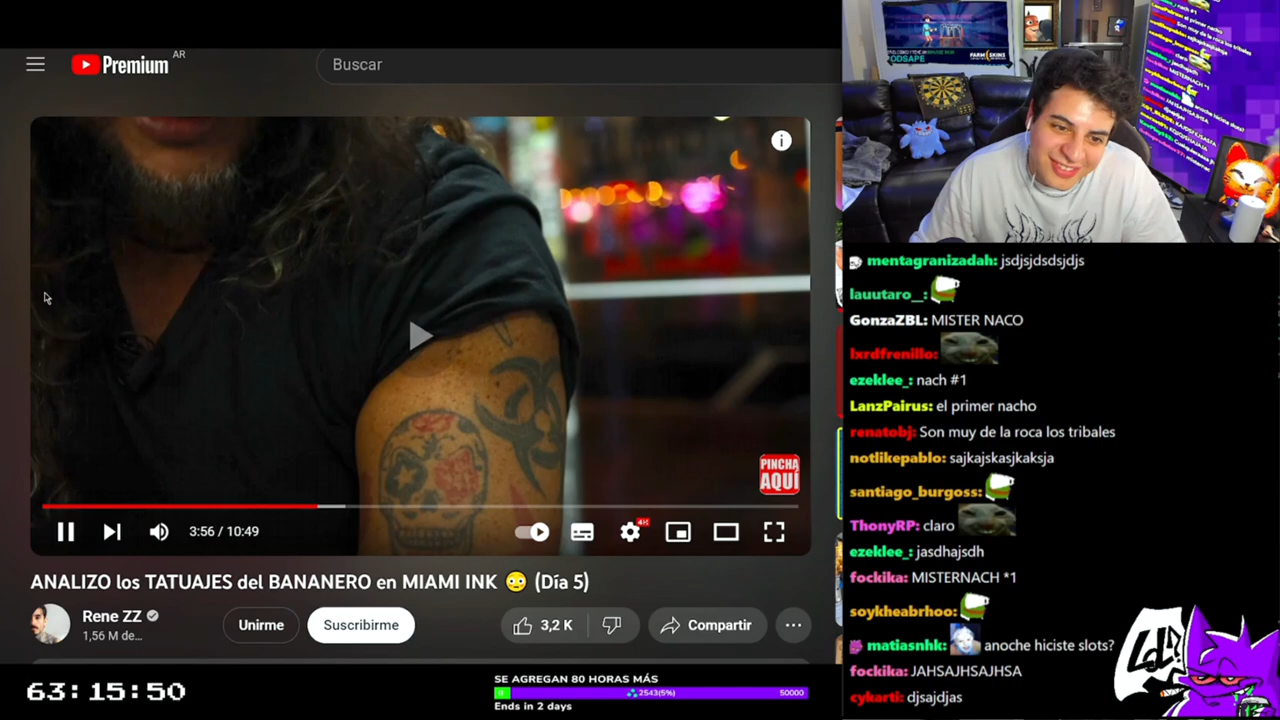 Premium
AR
Buscar
PINCHA
AQUÍ
3:56 / 10:49
ANALIZO los TATUAJES del BANANERO en MIAMI INK 😳 (Día 5)
Rene ZZ
1,56 M de...
Unirme
Suscribirme
3,2 K
Compartir
63:15:50
SE AGREGAN 80 HORAS MÁS
0
2543(5%)
50000
Ends in 2 days
mentagranizadah: jsdjsjdsdsjdjs
lauutaro__:
GonzaZBL: MISTER NACO
lxrdfrenillo:
ezeklee_: nach #1
LanzPairus: el primer nacho
renatobj: Son muy de la roca los tribales
notlikepablo: sajkajskasjkaksja
santiago_burgoss:
ThonyRP: claro
ezeklee_: jasdhajsdh
fockika: MISTERNACH *1
soykheabrhoo:
matiasnhk: anoche hiciste slots?
fockika: JAHSAJHSAJHSA
cykarti: djsajdjas
LOL?